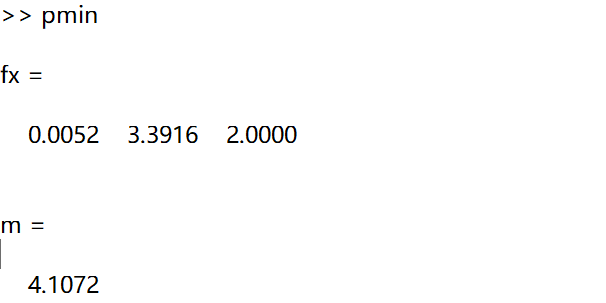 >> pmin
fx =
0.0052 3.3916 2.0000
m =
4.1072